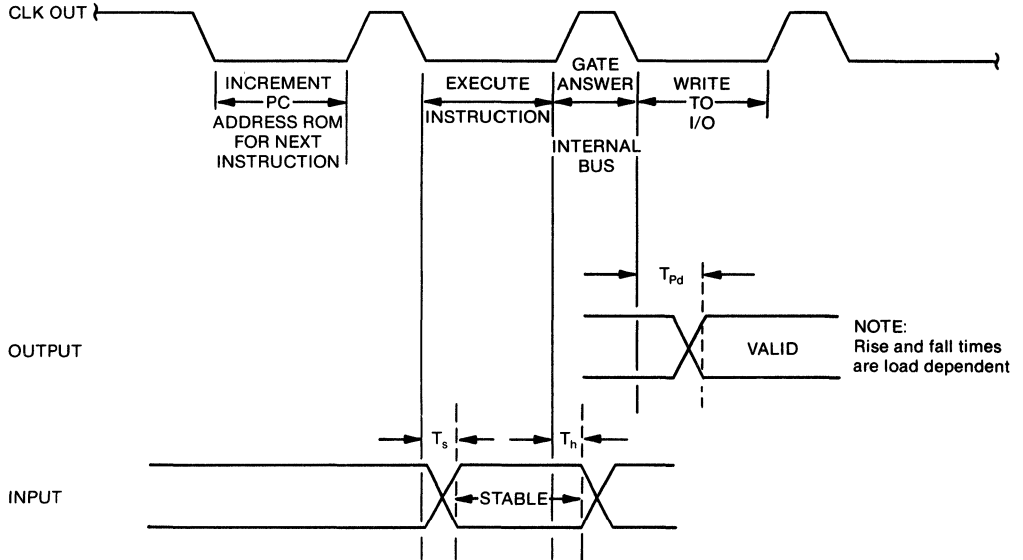 CLK OUT
INCREMENT
PC
ADDRESS ROM
FOR NEXT
INSTRUCTION
EXECUTE
INSTRUCTION
GATE
ANSWER
INTERNAL
BUS
WRITE
TO
I/O
TPd
OUTPUT
VALID
NOTE:
Rise and fall times
are load dependent
Ts
Th
INPUT
STABLE